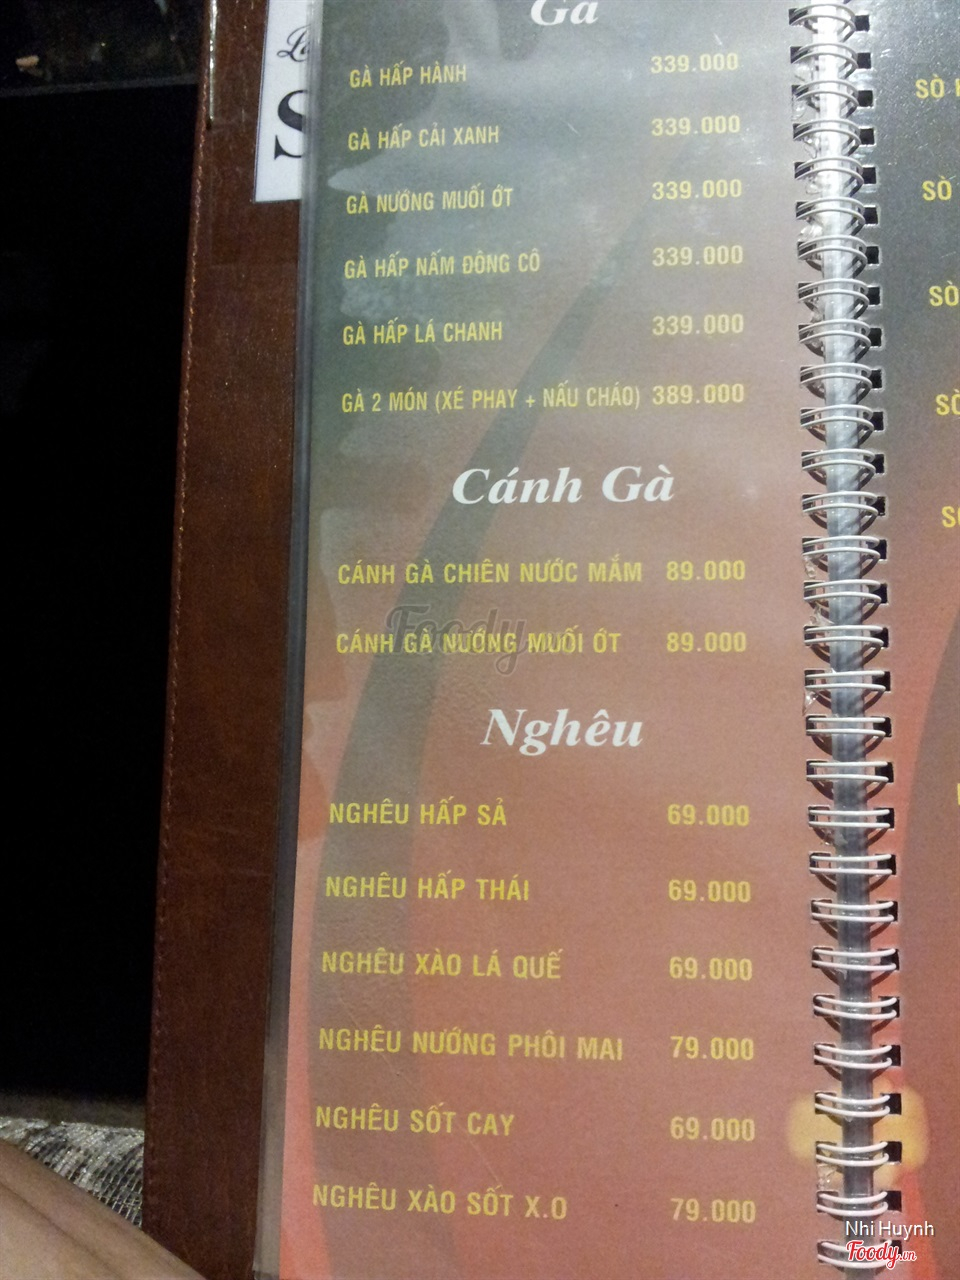 Gà
GÀ HẤP HÀNH 339.000
GÀ HẤP CẢI XANH 339.000
GÀ NƯỚNG MUỐI ỚT 339.000
GÀ HẤP NẤM ĐÔNG CÔ 339.000
GÀ HẤP LÁ CHANH 339.000
GÀ 2 MÓN (XÉ PHAY + NẤU CHÁO) 389.000
Cánh Gà
CÁNH GÀ CHIÊN NƯỚC MẮM 89.000
CÁNH GÀ NƯỚNG MUỐI ỚT 89.000
Nghêu
NGHÊU HẤP SẢ 69.000
NGHÊU HẤP THÁI 69.000
NGHÊU XÀO LÁ QUẾ 69.000
NGHÊU NƯỚNG PHÔI MAI 79.000
NGHÊU SỐT CAY 69.000
NGHÊU XÀO SỐT X.O 79.000
SÒ
SÒ
SÒ
SÒ
SÒ
Foody
Nhi Huynh
Foody.vn